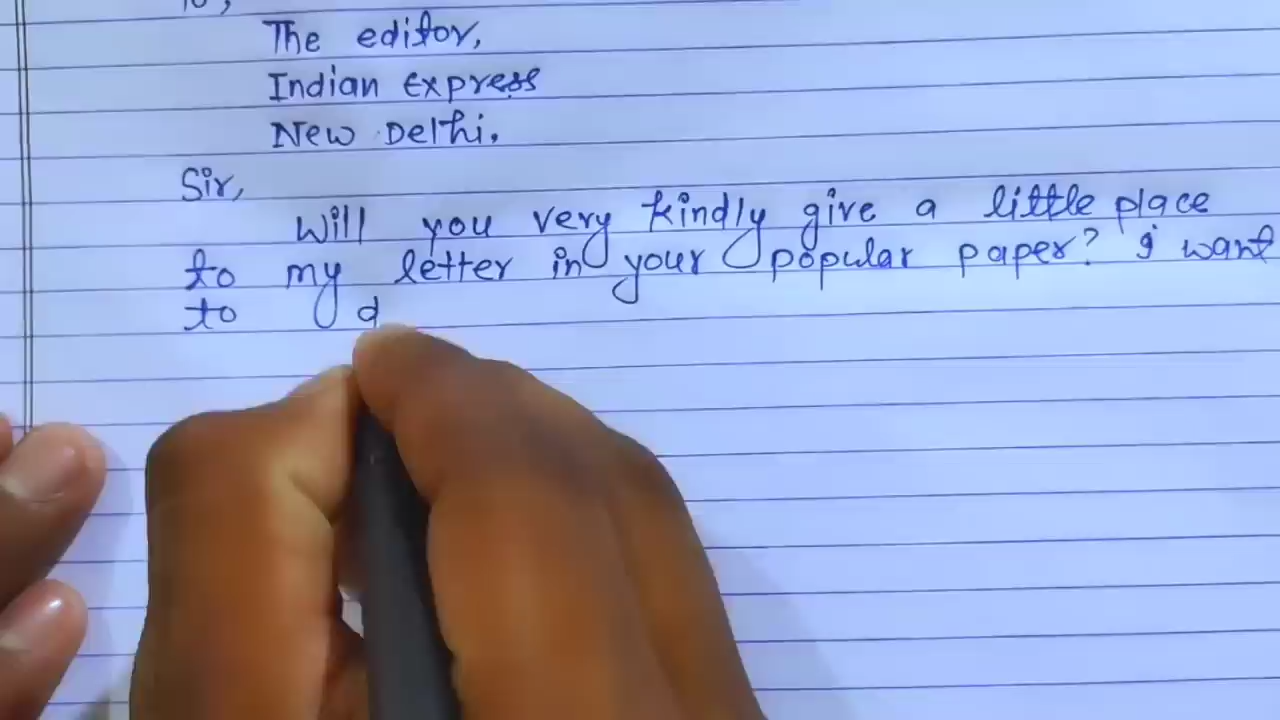 To,
The editor,
Indian Express
New Delhi.
Sir,
Will you very kindly give a little place
to my letter in your popular paper? I want
to d